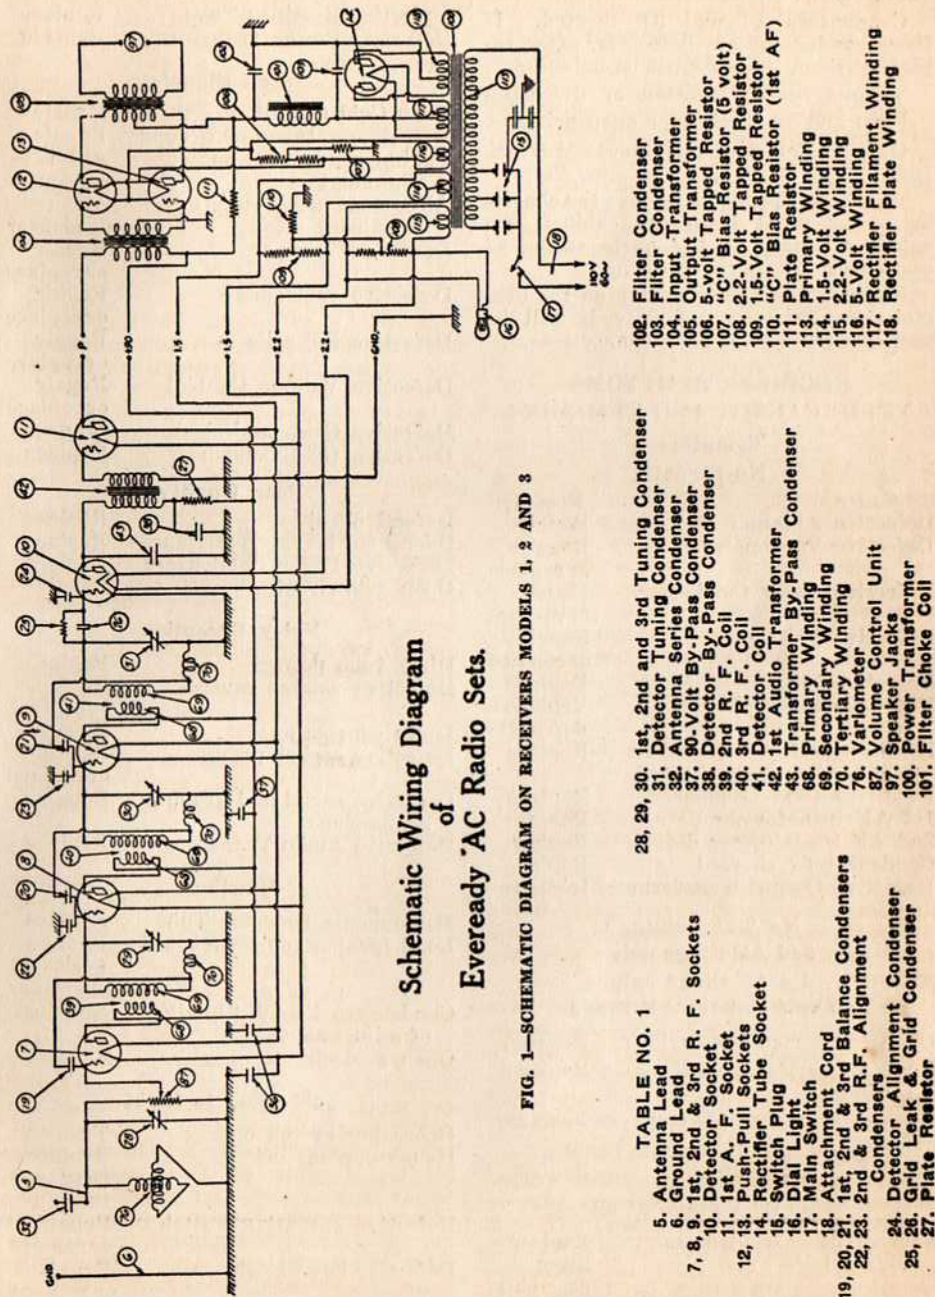 Schematic Wiring Diagram
of
Eveready AC Radio Sets.
FIG. 1—SCHEMATIC DIAGRAM ON RECEIVERS MODELS 1, 2 AND 3
GND
P
+90
1.5
1.5
2.2
2.2
GND
110V
60~
TABLE NO. 1
5. Antenna Lead
6. Ground Lead
7, 8, 9. 1st, 2nd & 3rd R. F. Sockets
10. Detector Socket
11. 1st A. F. Socket
12, 13. Push-Pull Sockets
14. Rectifier Tube Socket
15. Switch Plug
16. Dial Light
17. Main Switch
18. Attachment Cord
19, 20, 21. 1st, 2nd & 3rd Balance Condensers
22, 23. 2nd & 3rd R.F. Alignment
Condensers
24. Detector Alignment Condenser
25, 26. Grid Leak & Grid Condenser
27. Plate Resistor
28, 29, 30. 1st, 2nd and 3rd Tuning Condenser
31. Detector Tuning Condenser
32. Antenna Series Condenser
37. 90-Volt By-Pass Condenser
38. Detector By-Pass Condenser
39. 2nd R. F. Coil
40. 3rd R. F. Coil
41. Detector Coil
42. 1st Audio Transformer
43. Transformer By-Pass Condenser
68. Primary Winding
69. Secondary Winding
70. Tertiary Winding
76. Variometer
87. Volume Control Unit
97. Speaker Jacks
100. Power Transformer
101. Filter Choke Coil
102. Filter Condenser
103. Filter Condenser
104. Input Transformer
105. Output Transformer
106. 5-volt Tapped Resistor
107. "C" Bias Resistor (5 volt)
108. 2.2-Volt Tapped Resistor
109. 1.5-Volt Tapped Resistor
110. "C" Bias Resistor (1st AF)
111. Plate Resistor
113. Primary Winding
114. 1.5-Volt Winding
115. 2.2-Volt Winding
116. 5-Volt Winding
117. Rectifier Filament Winding
118. Rectifier Plate Winding